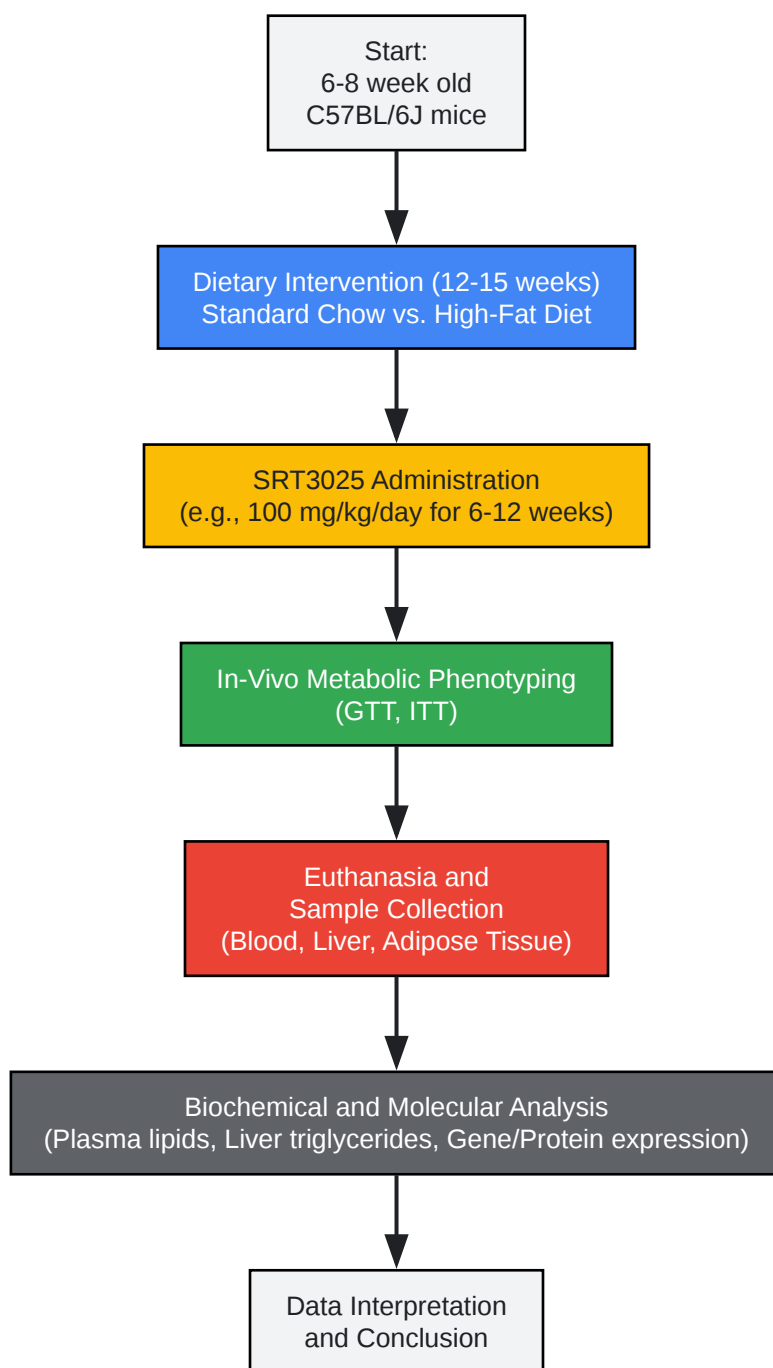 Start:
6-8 week old
C57BL/6J mice
Dietary Intervention (12-15 weeks)
Standard Chow vs. High-Fat Diet
SRT3025 Administration
(e.g., 100 mg/kg/day for 6-12 weeks)
In-Vivo Metabolic Phenotyping
(GTT, ITT)
Euthanasia and
Sample Collection
(Blood, Liver, Adipose Tissue)
Biochemical and Molecular Analysis
(Plasma lipids, Liver triglycerides, Gene/Protein expression)
Data Interpretation
and Conclusion